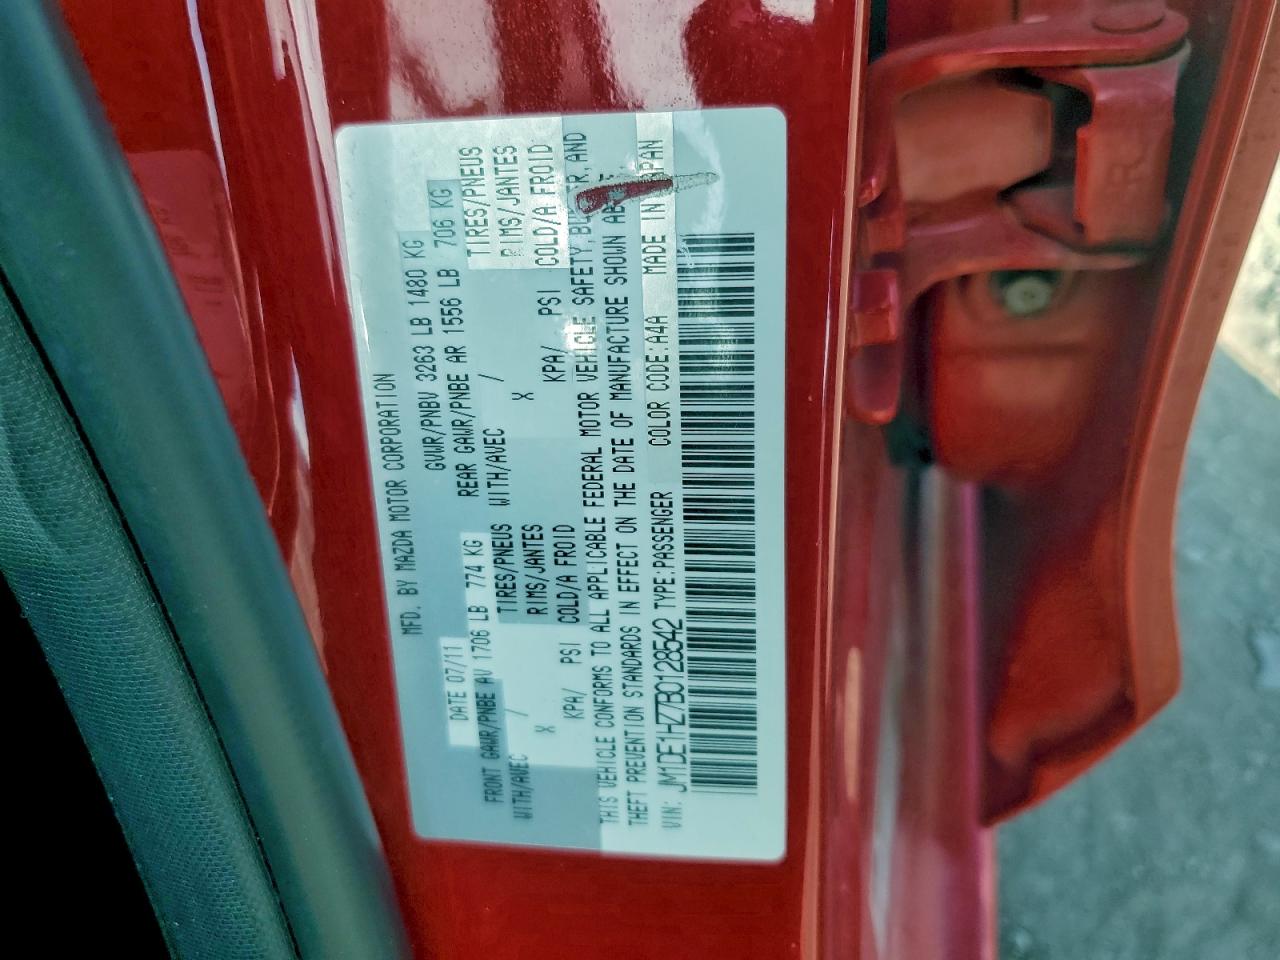 MFD. BY MAZDA MOTOR CORPORATION
DATE 07/11 GVWR/PNBV 3263 LB 1480 KG
FRONT GAWR/PNBE AV 1706 LB 774 KG REAR GAWR/PNBE AR 1556 LB 706 KG
WITH/AVEC / TIRES/PNEUS WITH/AVEC / TIRES/PNEUS
X RIMS/JANTES X RIMS/JANTES
KPA/ PSI COLD/A FROID KPA/ PSI COLD/A FROID
THIS VEHICLE CONFORMS TO ALL APPLICABLE FEDERAL MOTOR VEHICLE SAFETY, AND
THEFT PREVENTION STANDARDS IN EFFECT ON THE DATE OF MANUFACTURE SHOWN
VIN: JM1DE1HZ7B0128542 TYPE:PASSENGER COLOR CODE:A4A MADE IN